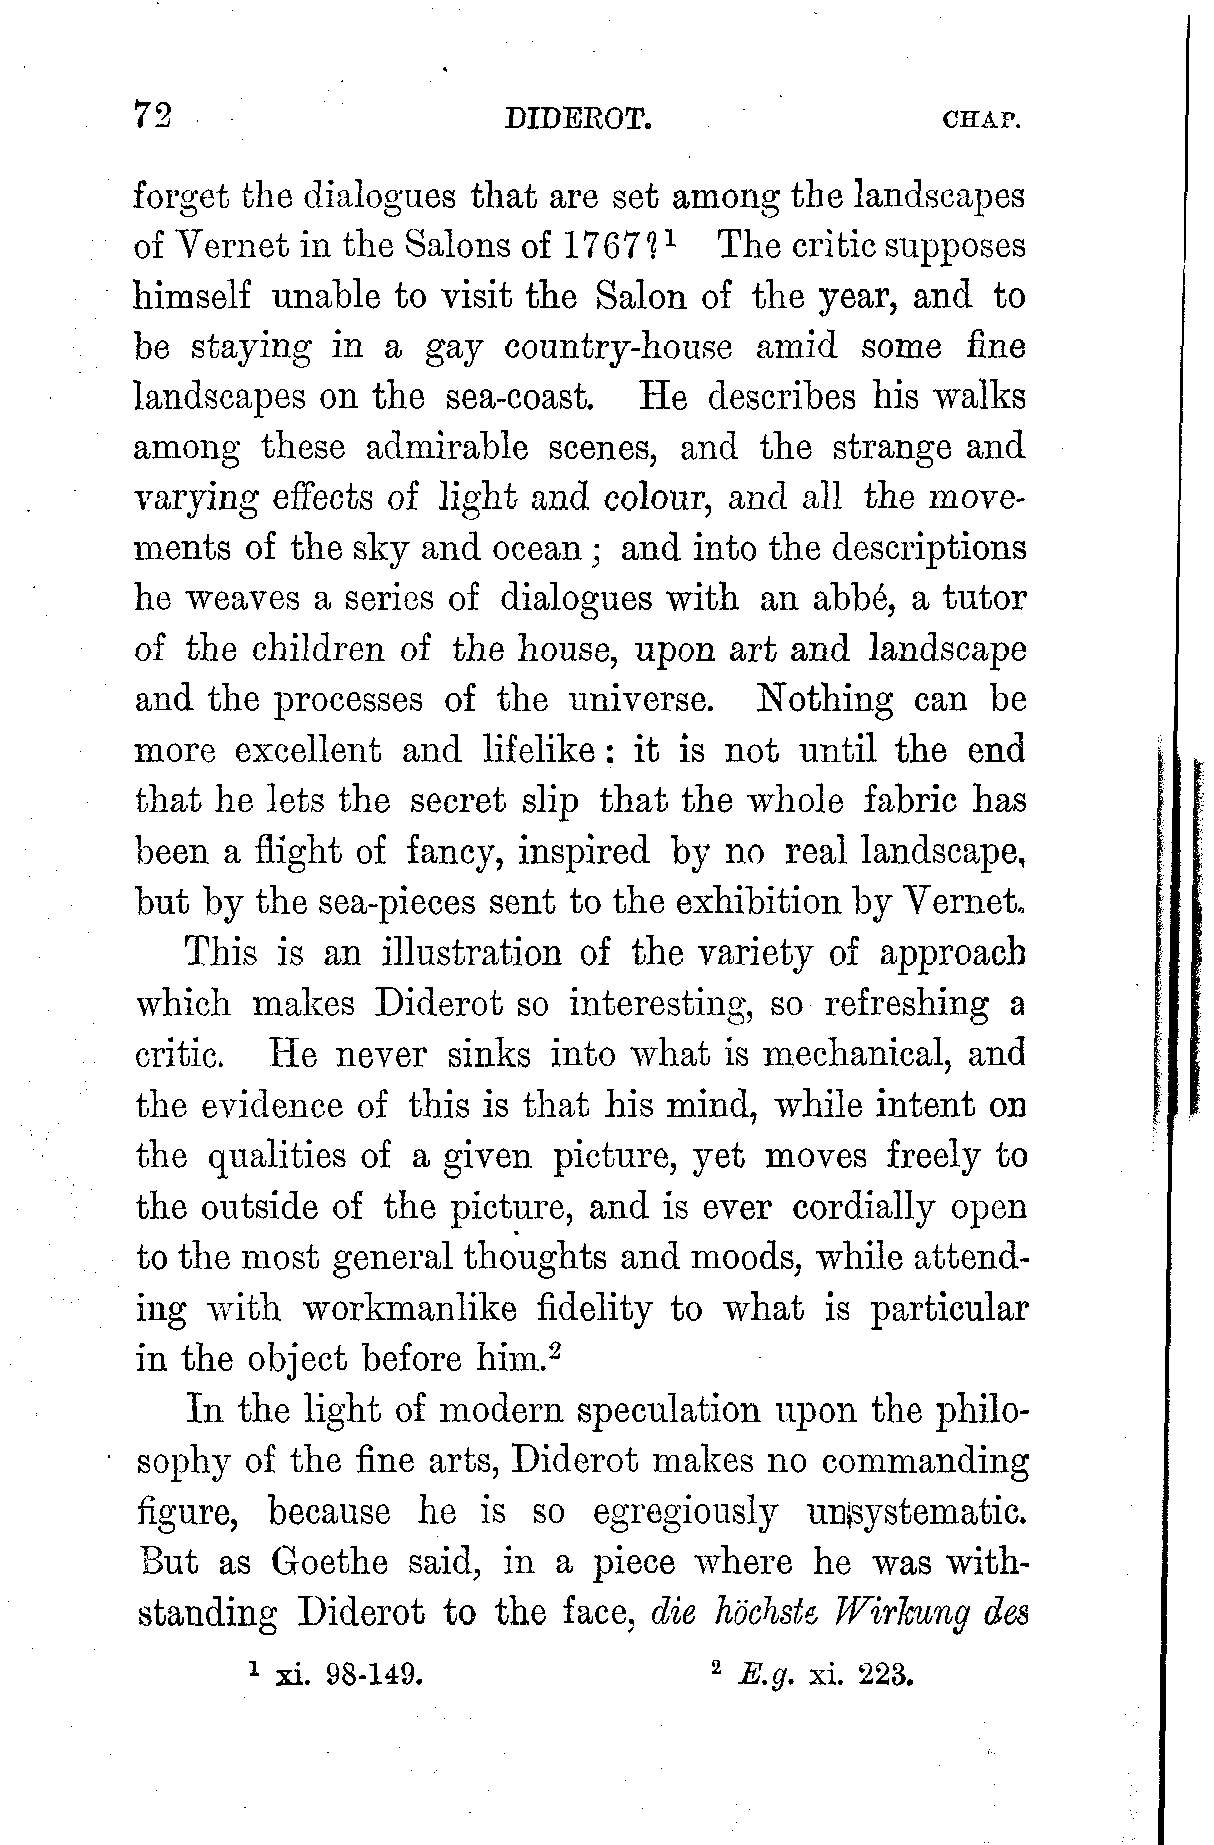 72 DIDEROT. CHAP.
forget the dialogues that are set among the landscapes
of Vernet in the Salons of 1767?¹ The critic supposes
himself unable to visit the Salon of the year, and to
be staying in a gay country-house amid some fine
landscapes on the sea-coast. He describes his walks
among these admirable scenes, and the strange and
varying effects of light and colour, and all the move-
ments of the sky and ocean ; and into the descriptions
he weaves a series of dialogues with an abbé, a tutor
of the children of the house, upon art and landscape
and the processes of the universe. Nothing can be
more excellent and lifelike : it is not until the end
that he lets the secret slip that the whole fabric has
been a flight of fancy, inspired by no real landscape,
but by the sea-pieces sent to the exhibition by Vernet.
This is an illustration of the variety of approach
which makes Diderot so interesting, so refreshing a
critic. He never sinks into what is mechanical, and
the evidence of this is that his mind, while intent on
the qualities of a given picture, yet moves freely to
the outside of the picture, and is ever cordially open
to the most general thoughts and moods, while attend-
ing with workmanlike fidelity to what is particular
in the object before him.²
In the light of modern speculation upon the philo-
sophy of the fine arts, Diderot makes no commanding
figure, because he is so egregiously unsystematic.
But as Goethe said, in a piece where he was with-
standing Diderot to the face, die höchste Wirkung des
¹ xi. 98-149. ² E.g. xi. 223.